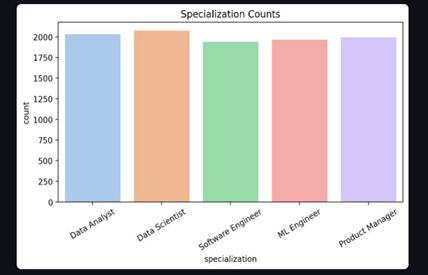 Specialization Counts
2000
1750
1500
1250
1000
750
500
250
0
count
Data Analyst
Data Scientist
Software Engineer
ML Engineer
Product Manager
specialization